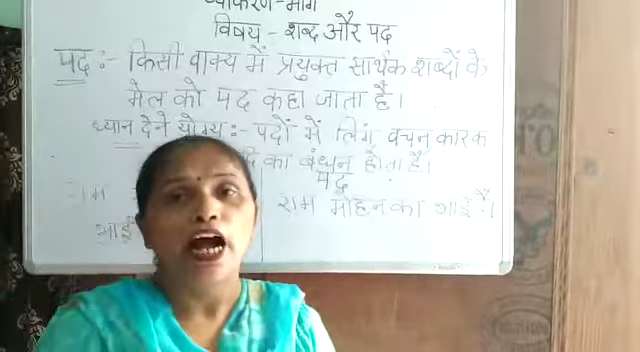 व्याकरण-भाग
विषय - शब्द और पद
पद :- किसी वाक्य में प्रयुक्त सार्थक शब्दों के
मेल को पद कहा जाता है।
ध्यान देने योग्य :- पदों में लिंग, वचन कारक
का बंधन होता है।
पद
राम मोहन का भाई है।
भाई